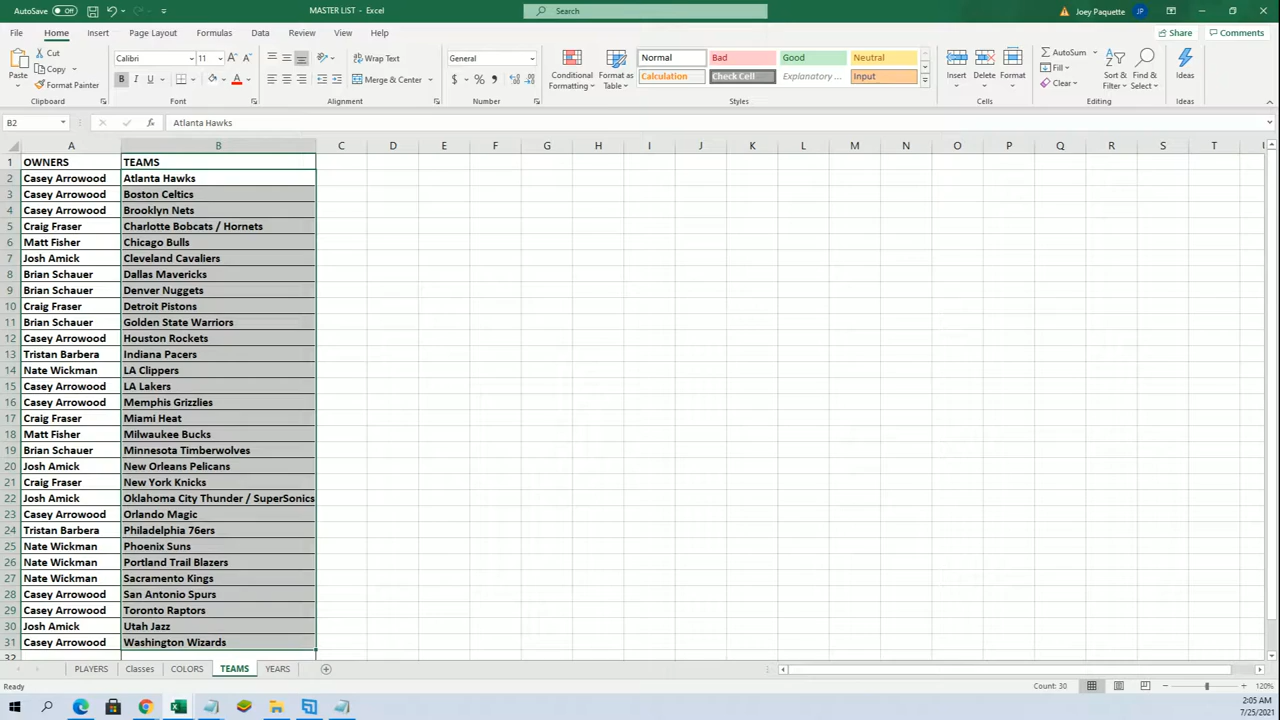 AutoSave Off MASTER LIST - Excel Search Joey Paquette JP
File Home Insert Page Layout Formulas Data Review View Help Share Comments
Paste Cut Copy Format Painter Clipboard
Calibri 11 B I U A Font
Wrap Text Merge & Center Alignment
General $ % , Number
Conditional Formatting Format as Table
Normal Bad Good Neutral
Calculation Check Cell Explanatory ... Input
Styles
Insert Delete Format Cells
AutoSum Fill Clear Sort & Filter Find & Select Editing
Ideas Ideas
B2 fx Atlanta Hawks
A B C D E F G H I J K L M N O P Q R S T
1 OWNERS TEAMS
2 Casey Arrowood Atlanta Hawks
3 Casey Arrowood Boston Celtics
4 Casey Arrowood Brooklyn Nets
5 Craig Fraser Charlotte Bobcats / Hornets
6 Matt Fisher Chicago Bulls
7 Josh Amick Cleveland Cavaliers
8 Brian Schauer Dallas Mavericks
9 Brian Schauer Denver Nuggets
10 Craig Fraser Detroit Pistons
11 Brian Schauer Golden State Warriors
12 Casey Arrowood Houston Rockets
13 Tristan Barbera Indiana Pacers
14 Nate Wickman LA Clippers
15 Casey Arrowood LA Lakers
16 Casey Arrowood Memphis Grizzlies
17 Craig Fraser Miami Heat
18 Matt Fisher Milwaukee Bucks
19 Brian Schauer Minnesota Timberwolves
20 Josh Amick New Orleans Pelicans
21 Craig Fraser New York Knicks
22 Josh Amick Oklahoma City Thunder / SuperSonics
23 Casey Arrowood Orlando Magic
24 Tristan Barbera Philadelphia 76ers
25 Nate Wickman Phoenix Suns
26 Nate Wickman Portland Trail Blazers
27 Nate Wickman Sacramento Kings
28 Casey Arrowood San Antonio Spurs
29 Casey Arrowood Toronto Raptors
30 Josh Amick Utah Jazz
31 Casey Arrowood Washington Wizards
32
PLAYERS Classes COLORS TEAMS YEARS
Ready Count: 30 120%
2:05 AM
7/25/2021